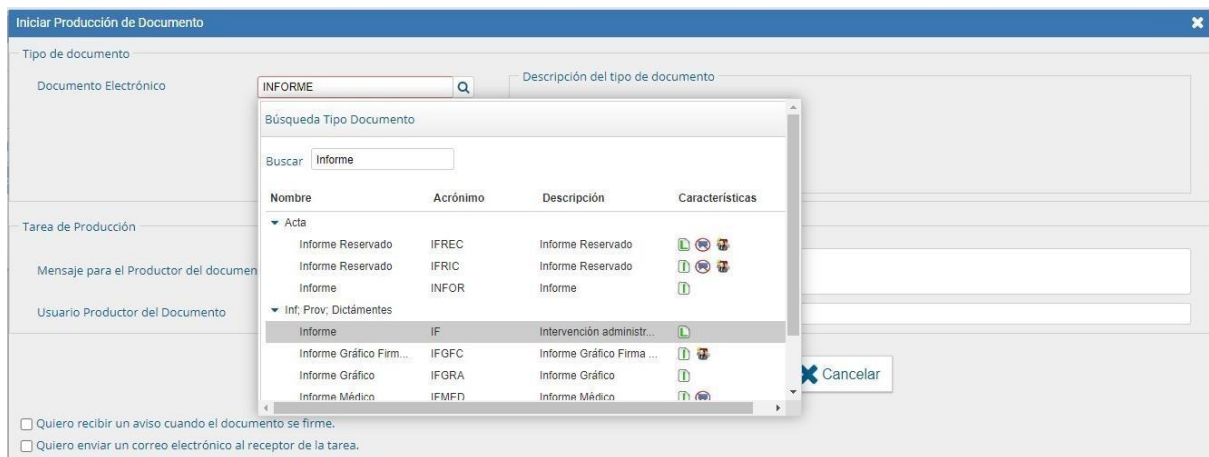 Iniciar Producción de Documento
Tipo de documento
Documento Electrónico
INFORME
Descripción del tipo de documento
Búsqueda Tipo Documento
Buscar Informe
Nombre Acrónimo Descripción Características
Acta
Informe Reservado IFREC Informe Reservado
Informe Reservado IFRIC Informe Reservado
Informe INFOR Informe
Inf; Prov; Dictámentes
Informe IF Intervención administr...
Informe Gráfico Firm... IFGFC Informe Gráfico Firma ...
Informe Gráfico IFGRA Informe Gráfico
Informe Médico IFMED Informe Médico
Tarea de Producción
Mensaje para el Productor del documen
Usuario Productor del Documento
Cancelar
Quiero recibir un aviso cuando el documento se firme.
Quiero enviar un correo electrónico al receptor de la tarea.